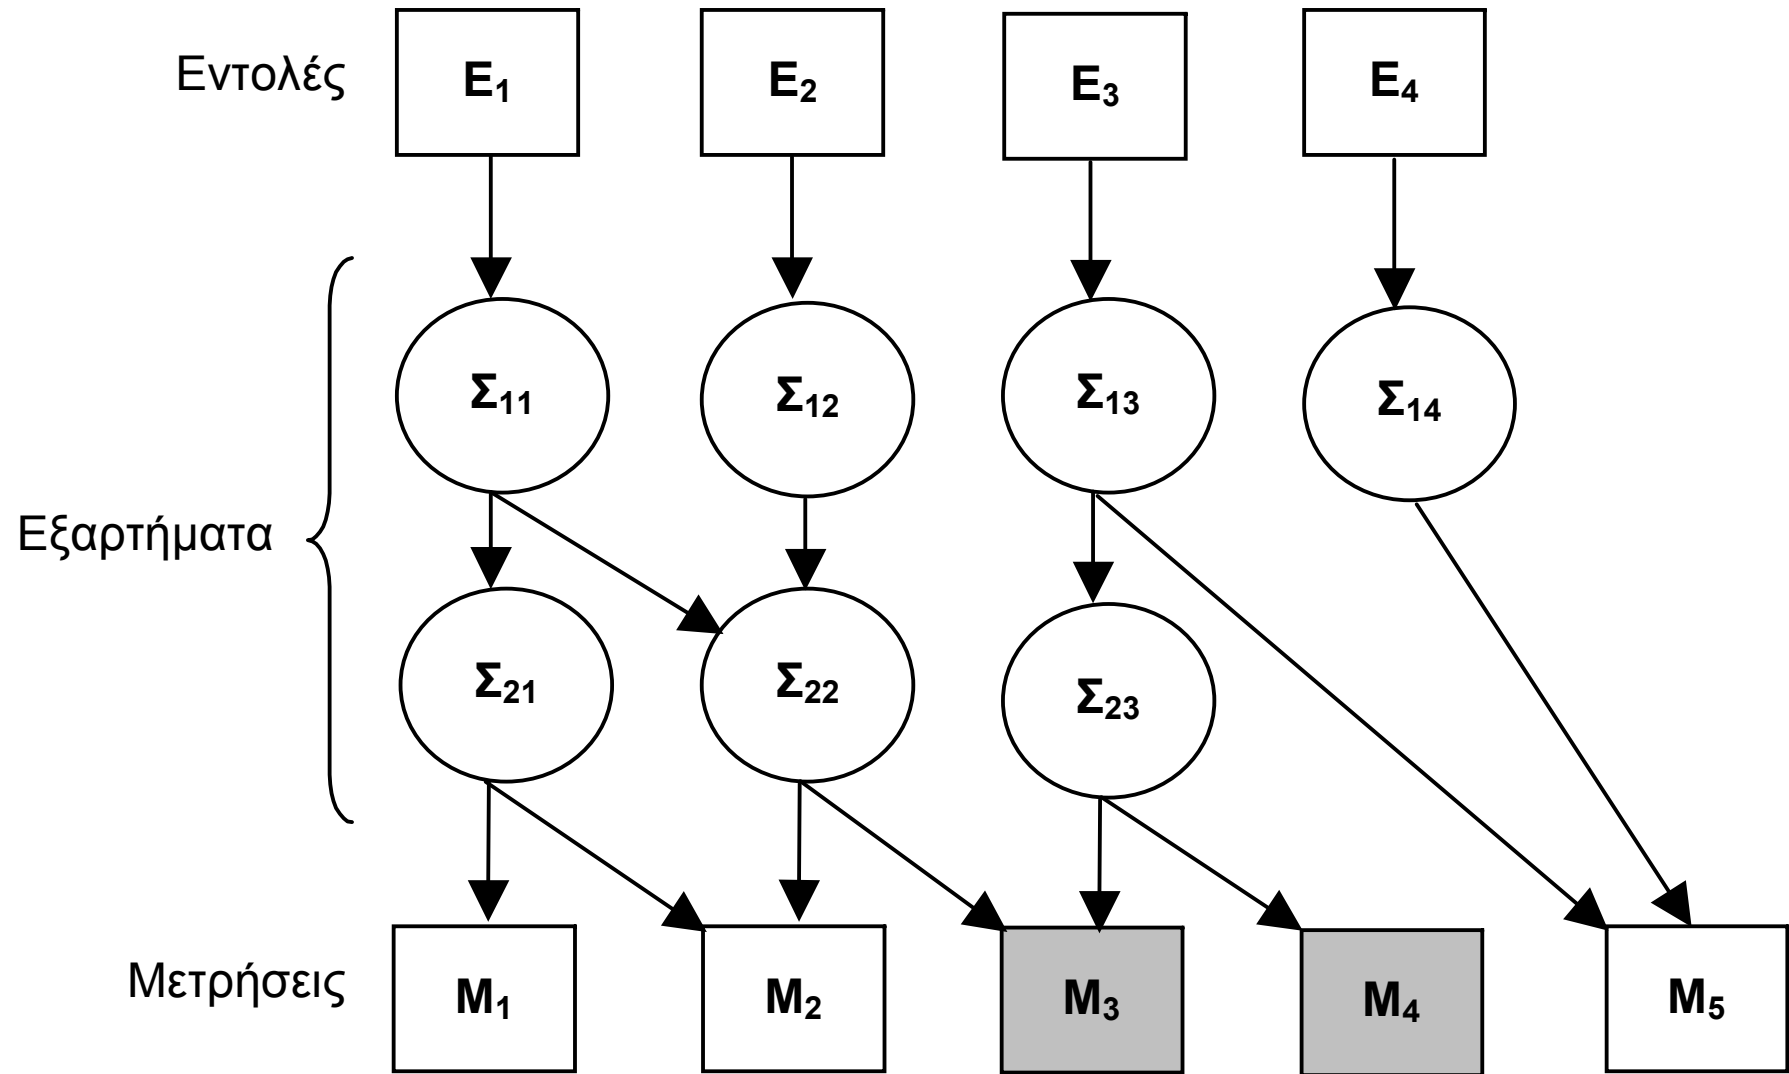 Εντολές
E1
E2
E3
E4
Σ11
Σ12
Σ13
Σ14
Εξαρτήματα
Σ21
Σ22
Σ23
Μετρήσεις
M1
M2
M3
M4
M5